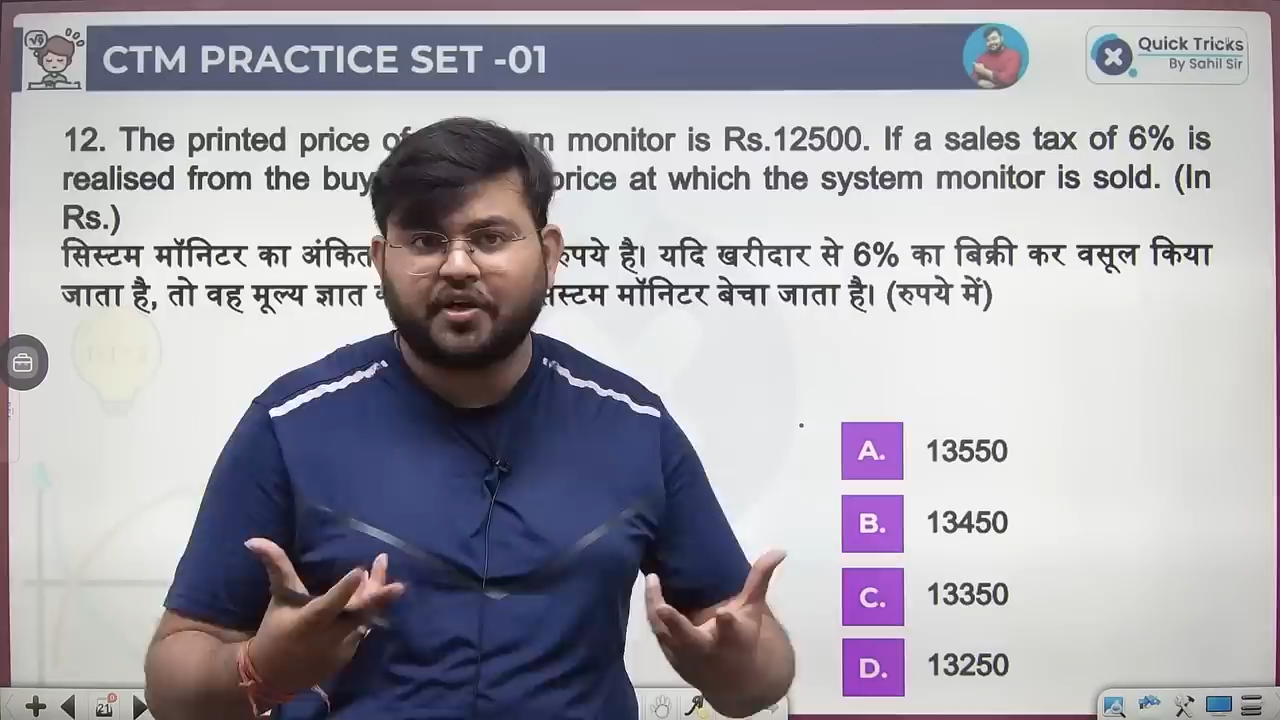 CTM PRACTICE SET -01
Quick Tricks
By Sahil Sir
12. The printed price of m monitor is Rs.12500. If a sales tax of 6% is
realised from the buy price at which the system monitor is sold. (In
Rs.)
सिस्टम मॉनिटर का अंकित रुपये है। यदि खरीदार से 6% का बिक्री कर वसूल किया
जाता है, तो वह मूल्य ज्ञात मॉनिटर बेचा जाता है। (रुपये में)
A. 13550
B. 13450
C. 13350
D. 13250
21